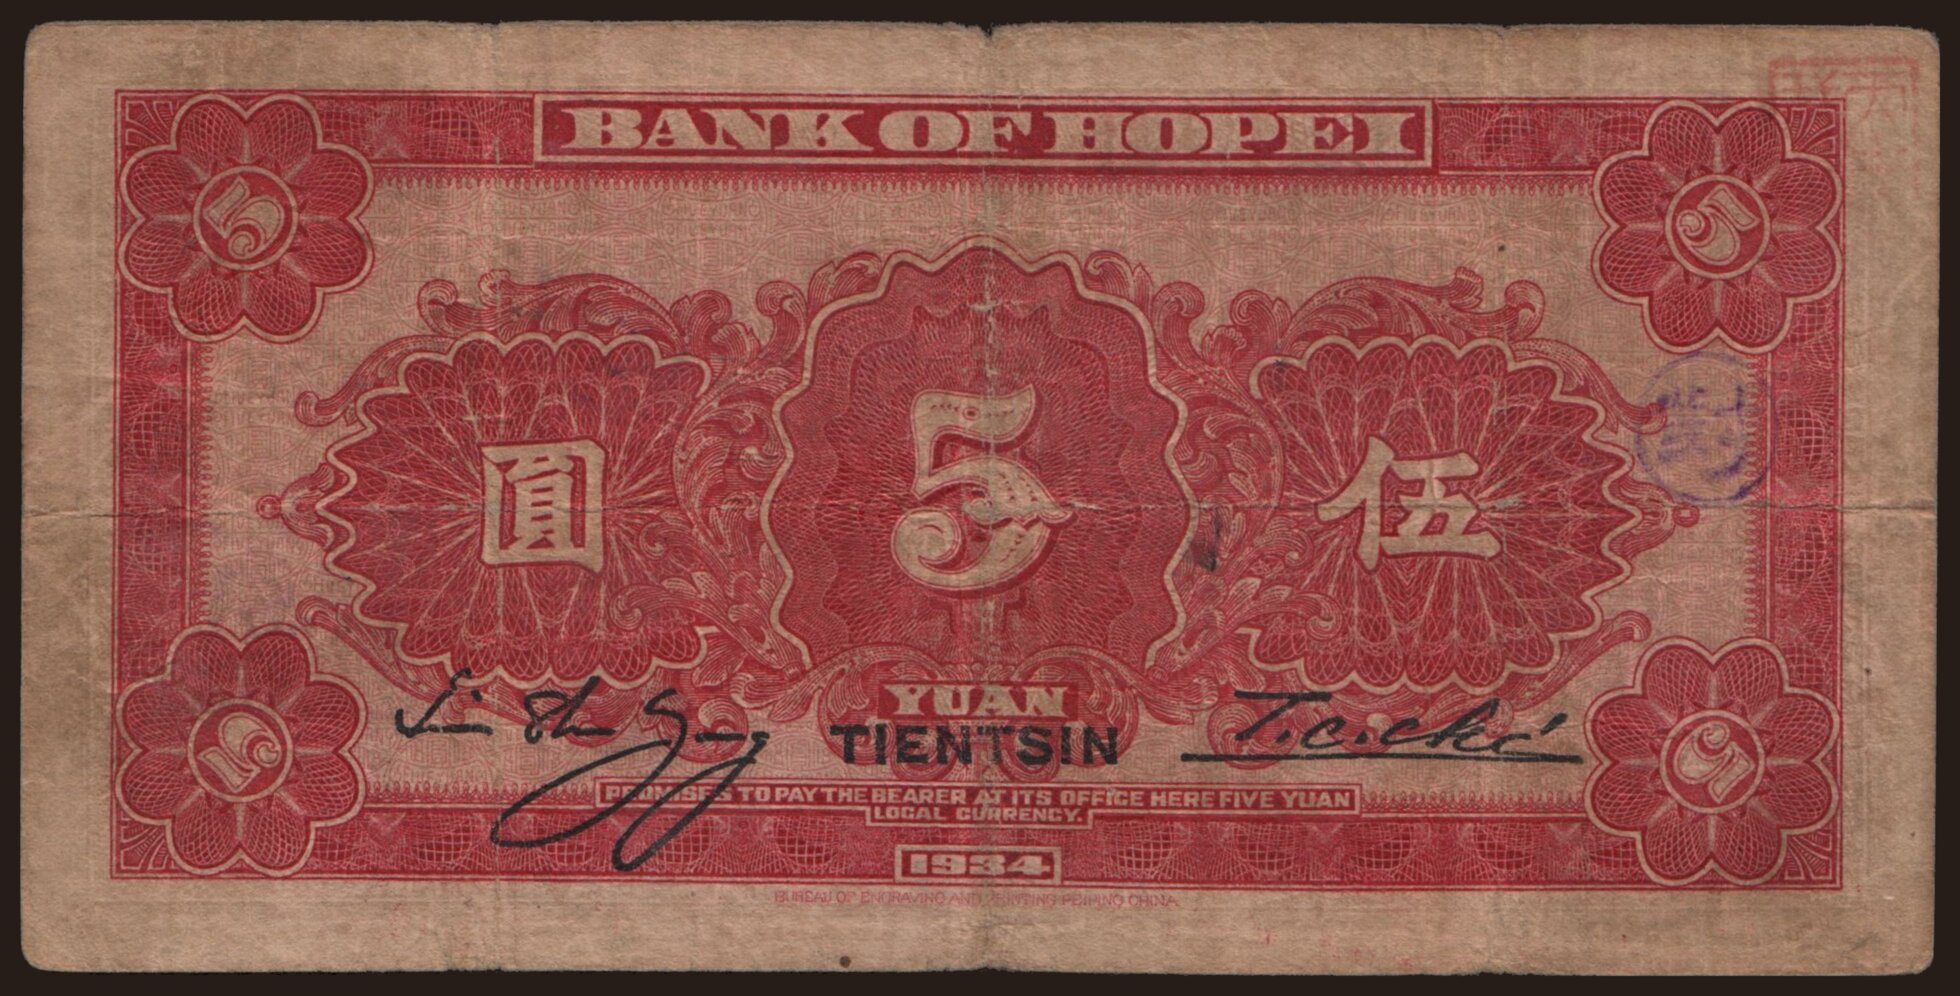 BANK OF HOPEI
5 5
圓 5 伍
YUAN
TIENTSIN
T.C.Cké
5 5
PROMISES TO PAY THE BEARER AT ITS OFFICE HERE FIVE YUAN
LOCAL CURRENCY.
1934
BUREAU OF ENGRAVING AND PRINTING PEIPING CHINA